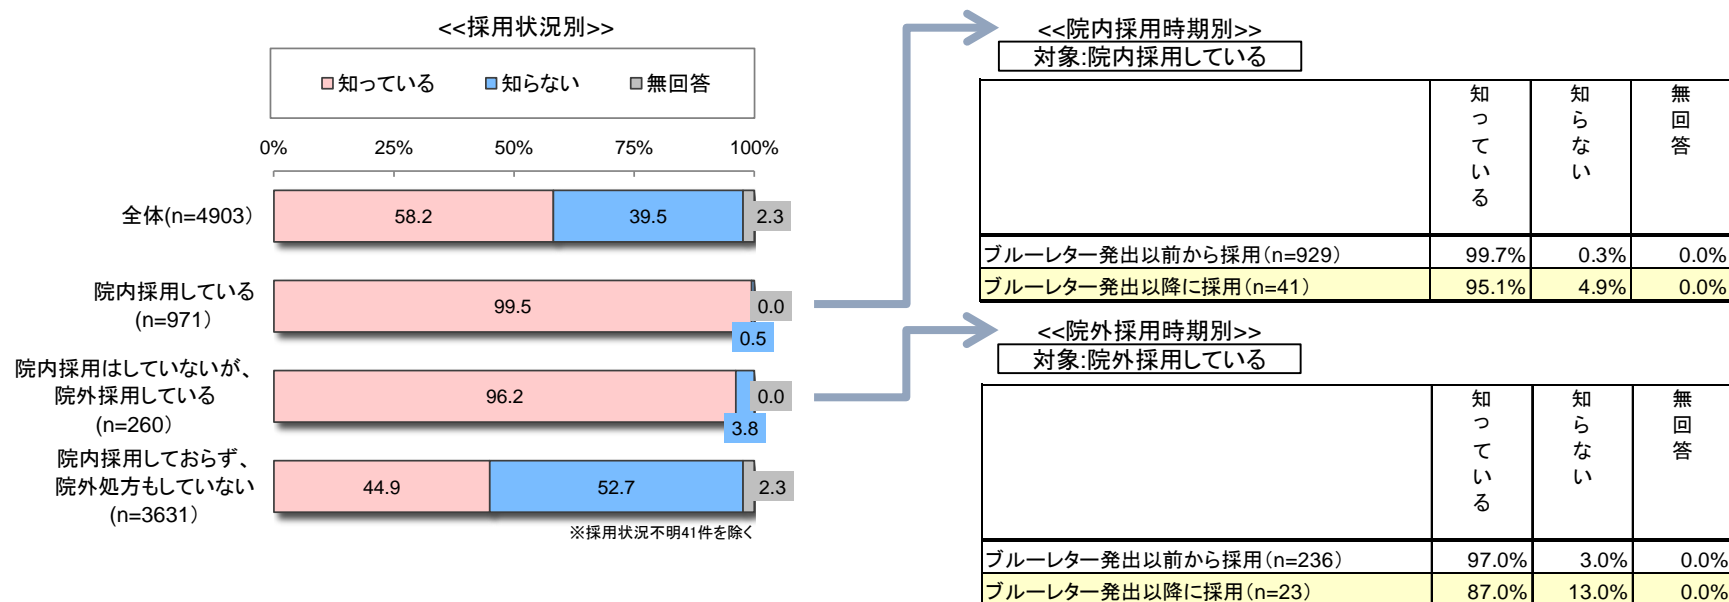 <<採用状況別>>
■知っている ■知らない ■無回答
0% 25% 50% 75% 100%
全体(n=4903)
58.2 39.5 2.3
院内採用している
(n=971)
99.5 0.0
0.5
院内採用はしていないが、
院外採用している
(n=260)
96.2 0.0
3.8
院内採用しておらず、
院外処方もしていない
(n=3631)
44.9 52.7 2.3
※採用状況不明41件を除く
<<院内採用時期別>>
対象:院内採用している
知っている 知らない 無回答
ブルーレター発出以前から採用(n=929) 99.7% 0.3% 0.0%
ブルーレター発出以降に採用(n=41) 95.1% 4.9% 0.0%
<<院外採用時期別>>
対象:院外採用している
知っている 知らない 無回答
ブルーレター発出以前から採用(n=236) 97.0% 3.0% 0.0%
ブルーレター発出以降に採用(n=23) 87.0% 13.0% 0.0%